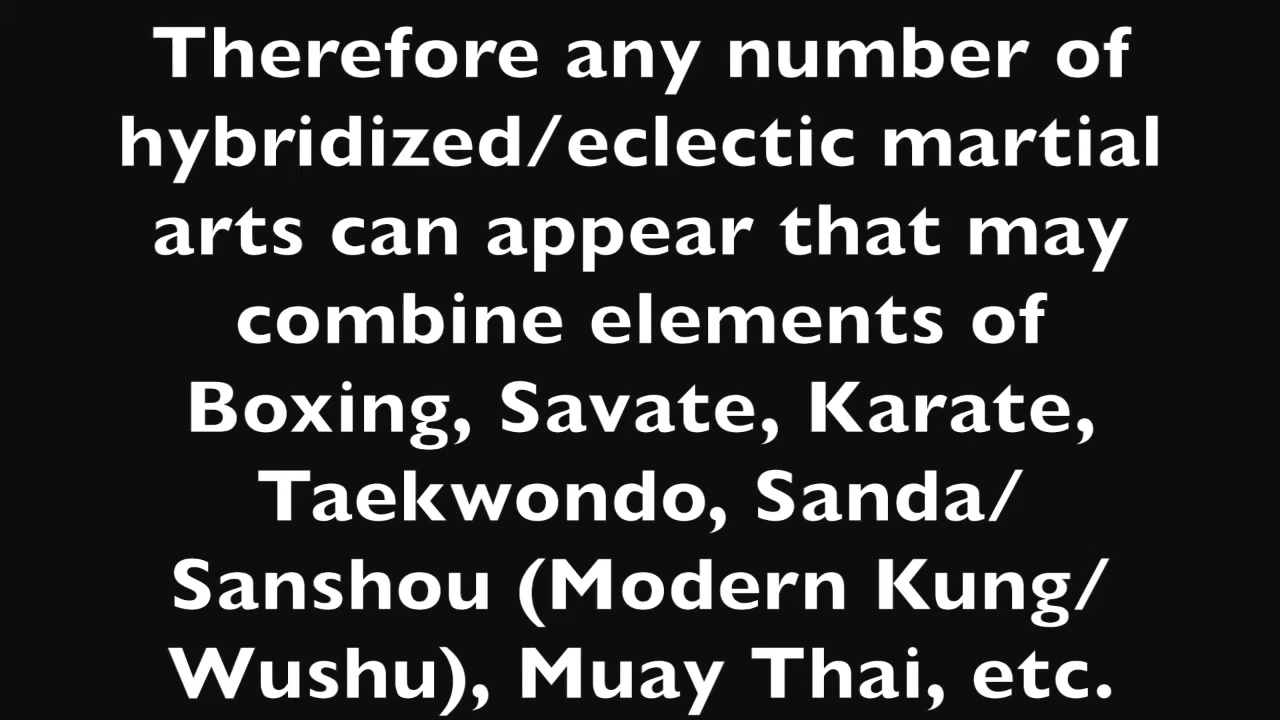 Therefore any number of
hybridized/eclectic martial
arts can appear that may
combine elements of
Boxing, Savate, Karate,
Taekwondo, Sanda/
Sanshou (Modern Kung/
Wushu), Muay Thai, etc.